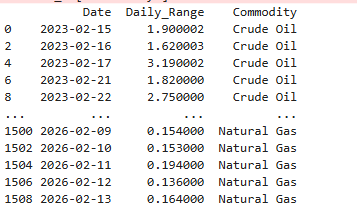 Date Daily_Range Commodity
0 2023-02-15 1.900002 Crude Oil
2 2023-02-16 1.620003 Crude Oil
4 2023-02-17 3.190002 Crude Oil
6 2023-02-21 1.820000 Crude Oil
8 2023-02-22 2.750000 Crude Oil
... ... ... ...
1500 2026-02-09 0.154000 Natural Gas
1502 2026-02-10 0.153000 Natural Gas
1504 2026-02-11 0.194000 Natural Gas
1506 2026-02-12 0.136000 Natural Gas
1508 2026-02-13 0.164000 Natural Gas